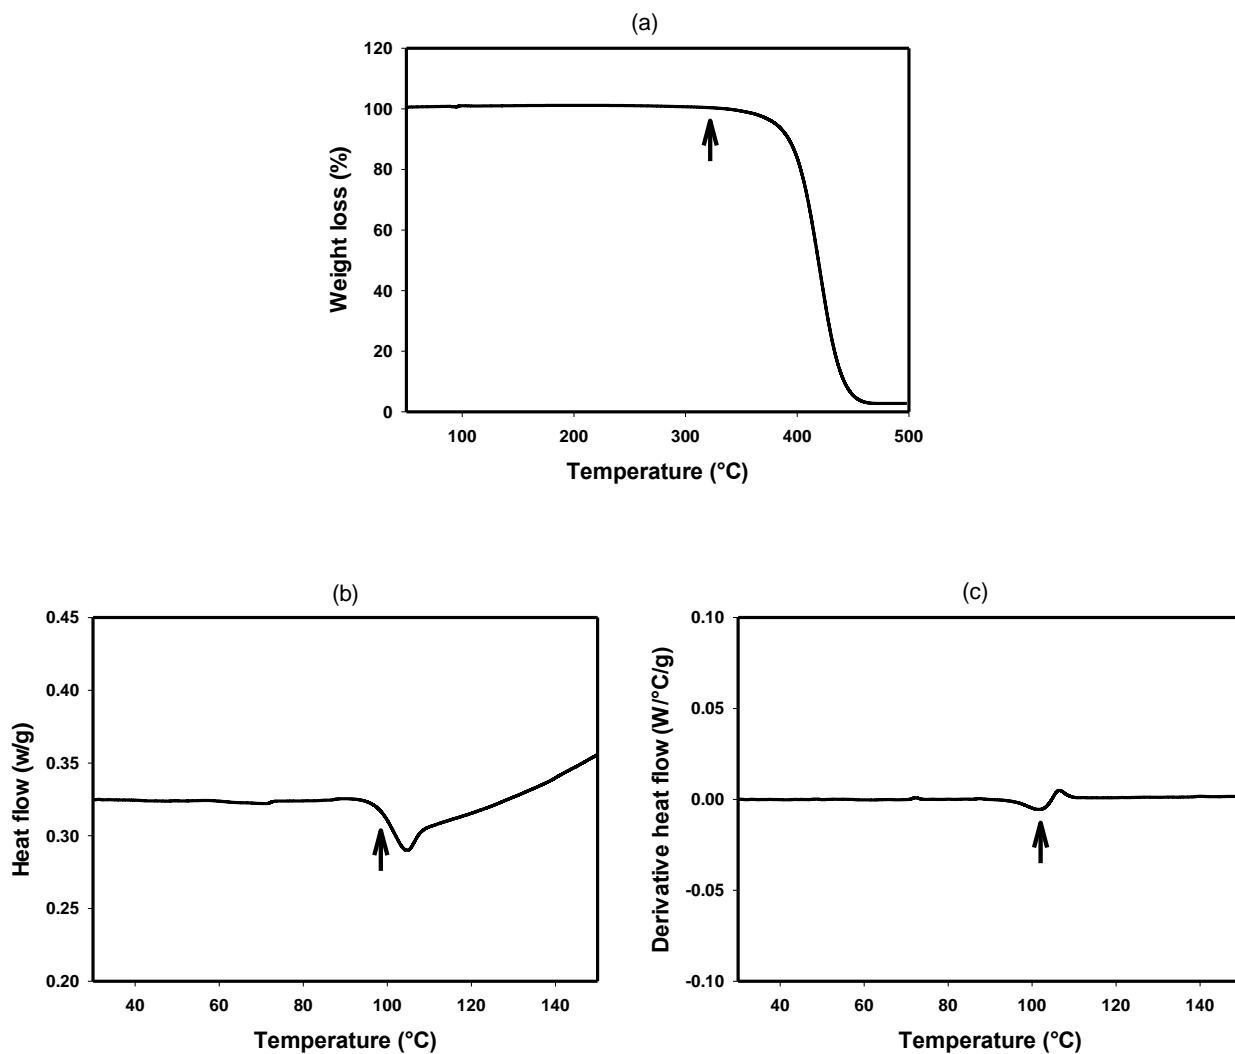 (a)
120
100
80
60
40
20
0
Weight loss (%)
100 200 300 400 500
Temperature (°C)
(b)
0.45
0.40
0.35
0.30
0.25
0.20
Heat flow (w/g)
40 60 80 100 120 140
Temperature (°C)
(c)
0.10
0.05
0.00
-0.05
-0.10
Derivative heat flow (W/°C/g)
40 60 80 100 120 140
Temperature (°C)